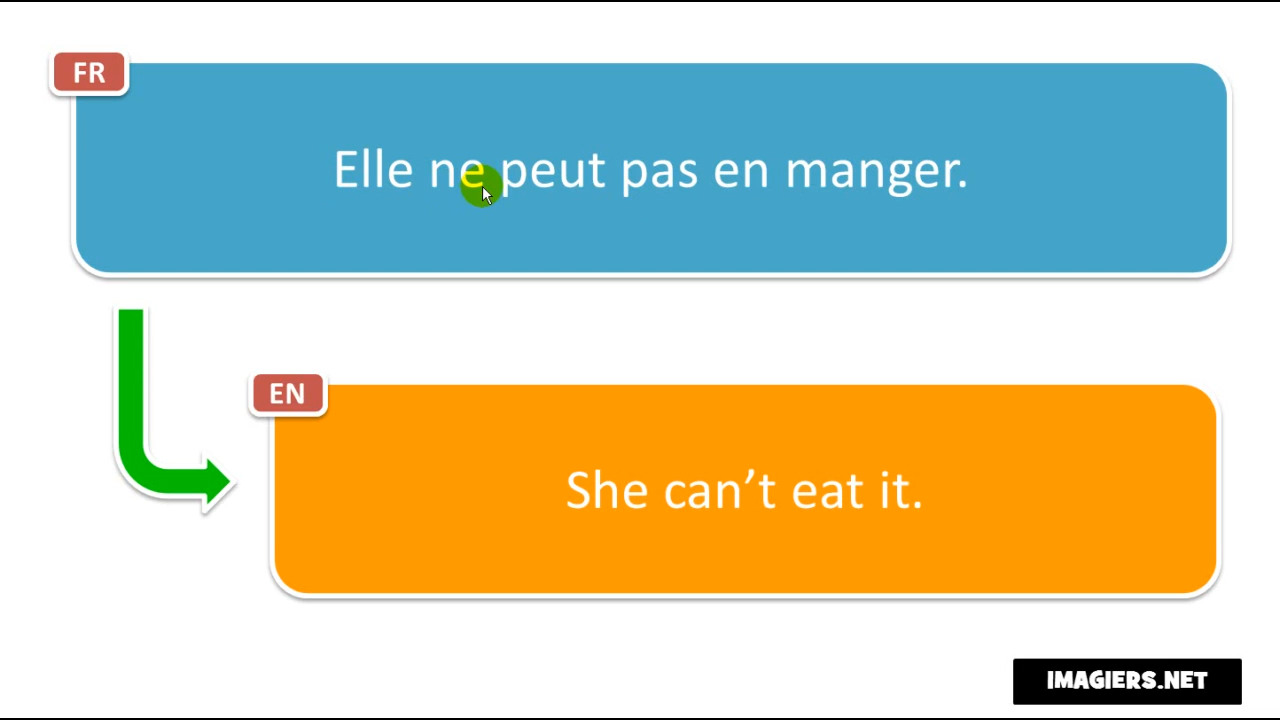 FR
Elle ne peut pas en manger.
EN
She can’t eat it.
IMAGIERS.NET